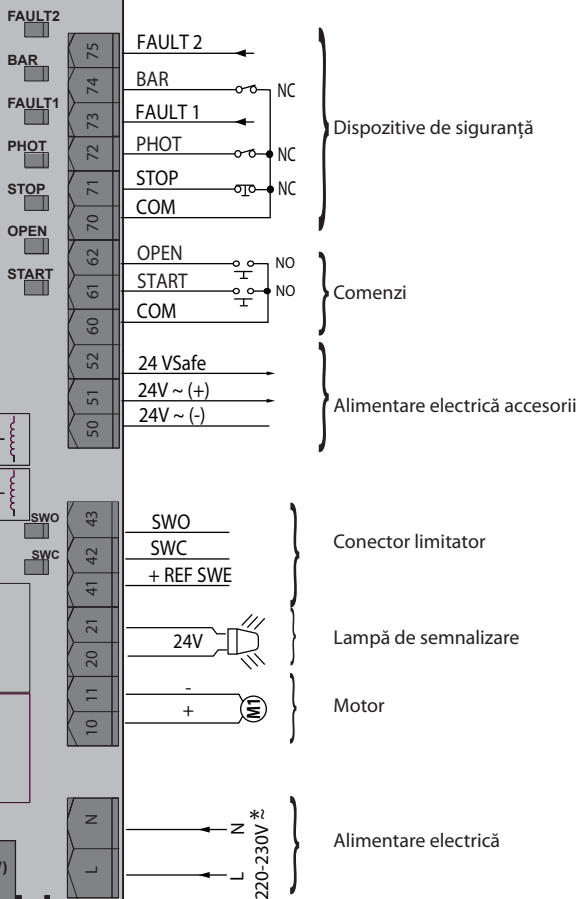 FAULT2
BAR
FAULT1
PHOT
STOP
OPEN
START
SWO
SWC
75 FAULT 2
74 BAR NC
73 FAULT 1
72 PHOT NC
71 STOP NC
70 COM
Dispozitive de siguranță
62 OPEN NO
61 START NO
60 COM
Comenzi
52 24 VSafe
51 24V ~ (+)
50 24V ~ (-)
Alimentare electrică accesorii
43 SWO
42 SWC
41 + REF SWE
Conector limitator
21
20
24V
Lampă de semnalizare
11 -
10 +
M1
Motor
N N
L L
220-230V ~*
Alimentare electrică
)